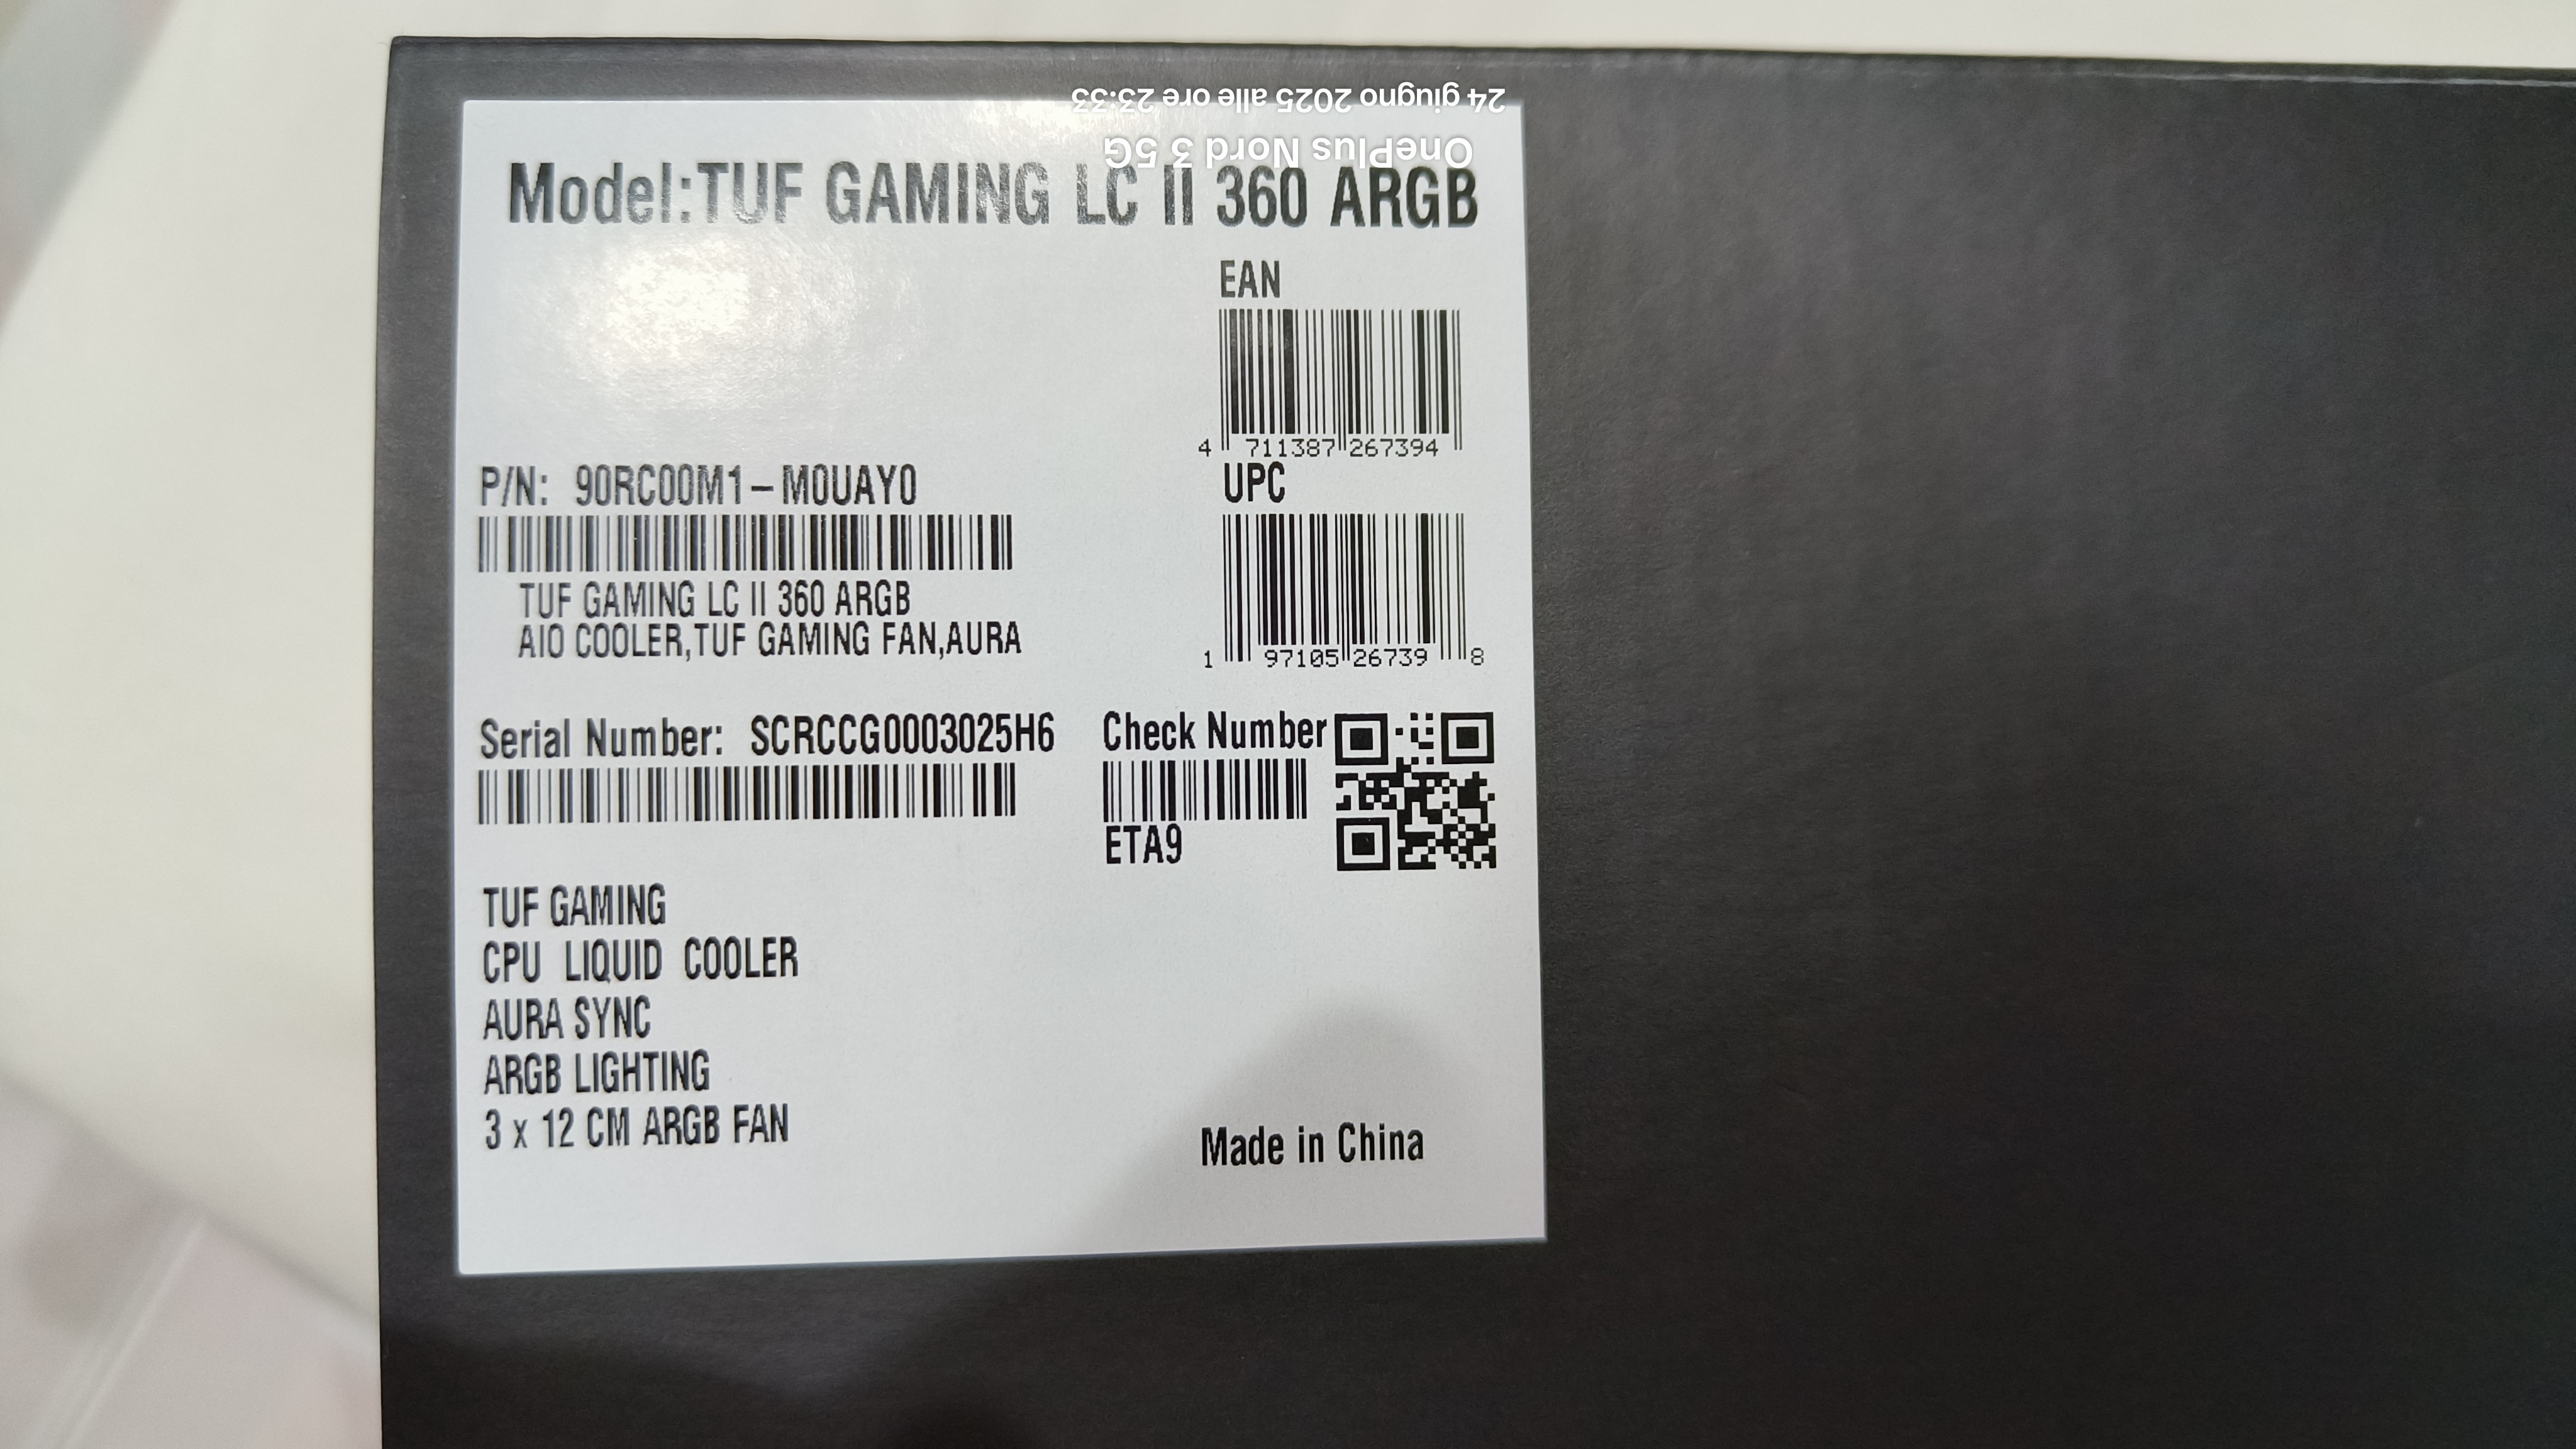 24 giugno 2025 alle ore 23:33
OnePlus Nord 3 5G
Model:TUF GAMING LC II 360 ARGB
EAN
4 711387 267394
P/N: 90RC00M1-M0UAY0
UPC
TUF GAMING LC II 360 ARGB
AIO COOLER,TUF GAMING FAN,AURA
1 97105 26739 8
Serial Number: SCRCCG0003025H6
Check Number
ETA9
TUF GAMING
CPU LIQUID COOLER
AURA SYNC
ARGB LIGHTING
3 x 12 CM ARGB FAN
Made in China